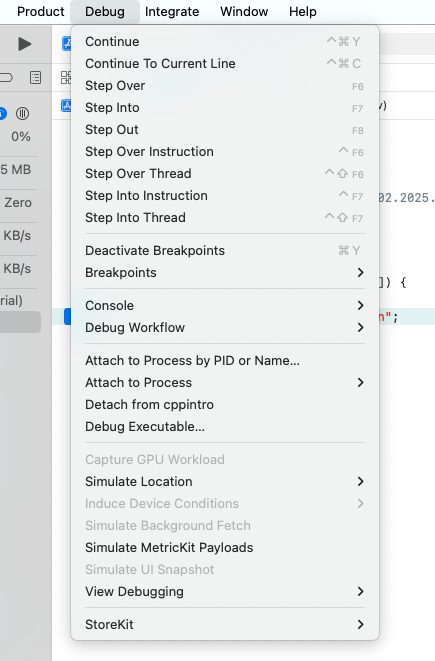 Product Debug Integrate Window Help
Continue ^⌘Y
Continue To Current Line ^⌘C
Step Over F6
Step Into F7
Step Out F8
Step Over Instruction ^ F6
Step Over Thread ^⇧ F6
Step Into Instruction ^ F7
Step Into Thread ^⇧ F7
Deactivate Breakpoints ⌘Y
Breakpoints
Console
Debug Workflow
Attach to Process by PID or Name...
Attach to Process
Detach from cppintro
Debug Executable...
Capture GPU Workload
Simulate Location
Induce Device Conditions
Simulate Background Fetch
Simulate MetricKit Payloads
Simulate UI Snapshot
View Debugging
StoreKit
0%
5 MB
Zero
KB/s
KB/s
rial)
v)
02.2025.
]) {
n";